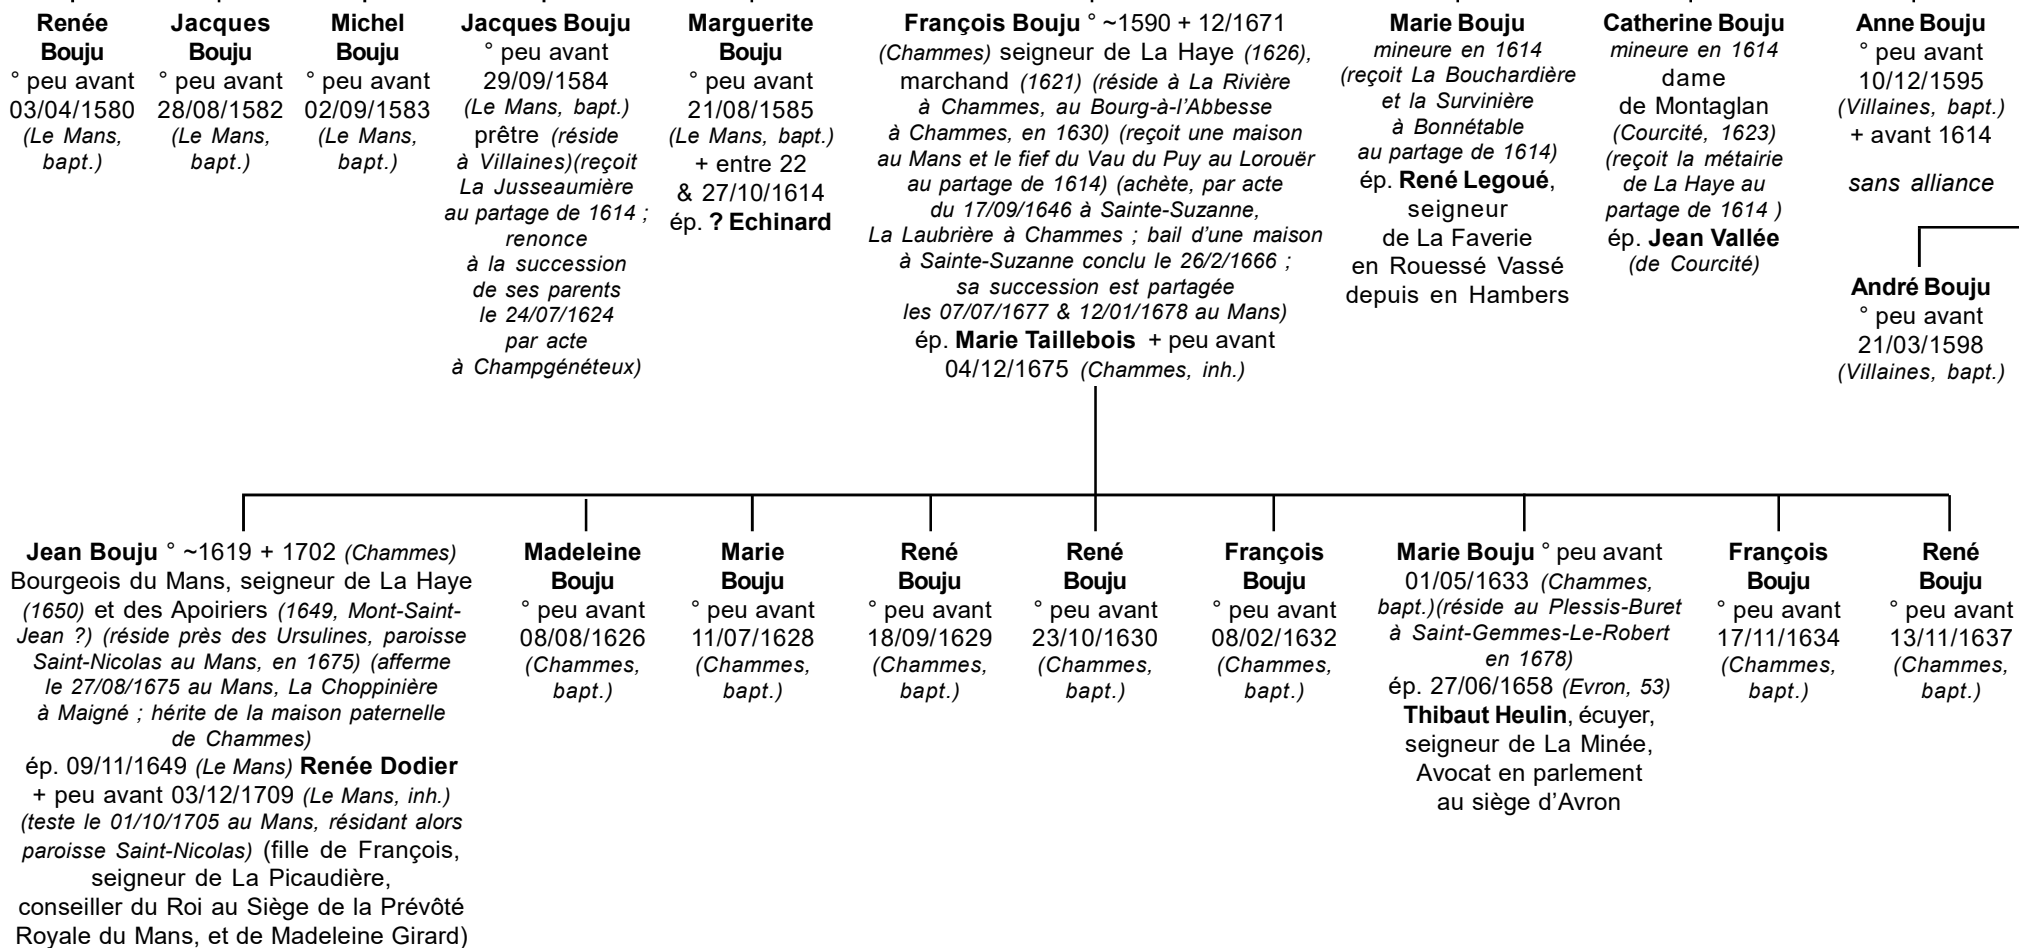 Renée
Bouju
° peu avant
03/04/1580
(Le Mans,
bapt.)
Jacques
Bouju
° peu avant
28/08/1582
(Le Mans,
bapt.)
Michel
Bouju
° peu avant
02/09/1583
(Le Mans,
bapt.)
Jacques Bouju
° peu avant
29/09/1584
(Le Mans, bapt.)
prêtre (réside
à Villaines)(reçoit
La Jusseaumière
au partage de 1614 ;
renonce
à la succession
de ses parents
le 24/07/1624
par acte
à Champgénéteux)
Marguerite
Bouju
° peu avant
21/08/1585
(Le Mans, bapt.)
+ entre 22
& 27/10/1614
ép. ? Echinard
François Bouju ° ~1590 + 12/1671
(Chammes) seigneur de La Haye (1626),
marchand (1621) (réside à La Rivière
à Chammes, au Bourg-à-l'Abbesse
à Chammes, en 1630) (reçoit une maison
au Mans et le fief du Vau du Puy au Lorouër
au partage de 1614) (achète, par acte
du 17/09/1646 à Sainte-Suzanne,
La Laubrière à Chammes ; bail d'une maison
à Sainte-Suzanne conclu le 26/2/1666 ;
sa succession est partagée
les 07/07/1677 & 12/01/1678 au Mans)
ép. Marie Taillebois + peu avant
04/12/1675 (Chammes, inh.)
Marie Bouju
mineure en 1614
(reçoit La Bouchardière
et la Survinière
à Bonnétable
au partage de 1614)
ép. René Legoué,
seigneur
de La Faverie
en Rouessé Vassé
depuis en Hambers
Catherine Bouju
mineure en 1614
dame
de Montaglan
(Courcité, 1623)
(reçoit la métairie
de La Haye au
partage de 1614 )
ép. Jean Vallée
(de Courcité)
Anne Bouju
° peu avant
10/12/1595
(Villaines, bapt.)
+ avant 1614
sans alliance
André Bouju
° peu avant
21/03/1598
(Villaines, bapt.)
Jean Bouju ° ~1619 + 1702 (Chammes)
Bourgeois du Mans, seigneur de La Haye
(1650) et des Apoiriers (1649, Mont-Saint-
Jean ?) (réside près des Ursulines, paroisse
Saint-Nicolas au Mans, en 1675) (afferme
le 27/08/1675 au Mans, La Choppinière
à Maigné ; hérite de la maison paternelle
de Chammes)
ép. 09/11/1649 (Le Mans) Renée Dodier
+ peu avant 03/12/1709 (Le Mans, inh.)
(teste le 01/10/1705 au Mans, résidant alors
paroisse Saint-Nicolas) (fille de François,
seigneur de La Picaudière,
conseiller du Roi au Siège de la Prévôté
Royale du Mans, et de Madeleine Girard)
Madeleine
Bouju
° peu avant
08/08/1626
(Chammes,
bapt.)
Marie
Bouju
° peu avant
11/07/1628
(Chammes,
bapt.)
René
Bouju
° peu avant
18/09/1629
(Chammes,
bapt.)
René
Bouju
° peu avant
23/10/1630
(Chammes,
bapt.)
François
Bouju
° peu avant
08/02/1632
(Chammes,
bapt.)
Marie Bouju ° peu avant
01/05/1633 (Chammes,
bapt.)(réside au Plessis-Buret
à Saint-Gemmes-Le-Robert
en 1678)
ép. 27/06/1658 (Evron, 53)
Thibaut Heulin, écuyer,
seigneur de La Minée,
Avocat en parlement
au siège d'Avron
François
Bouju
° peu avant
17/11/1634
(Chammes,
bapt.)
René
Bouju
° peu avant
13/11/1637
(Chammes,
bapt.)